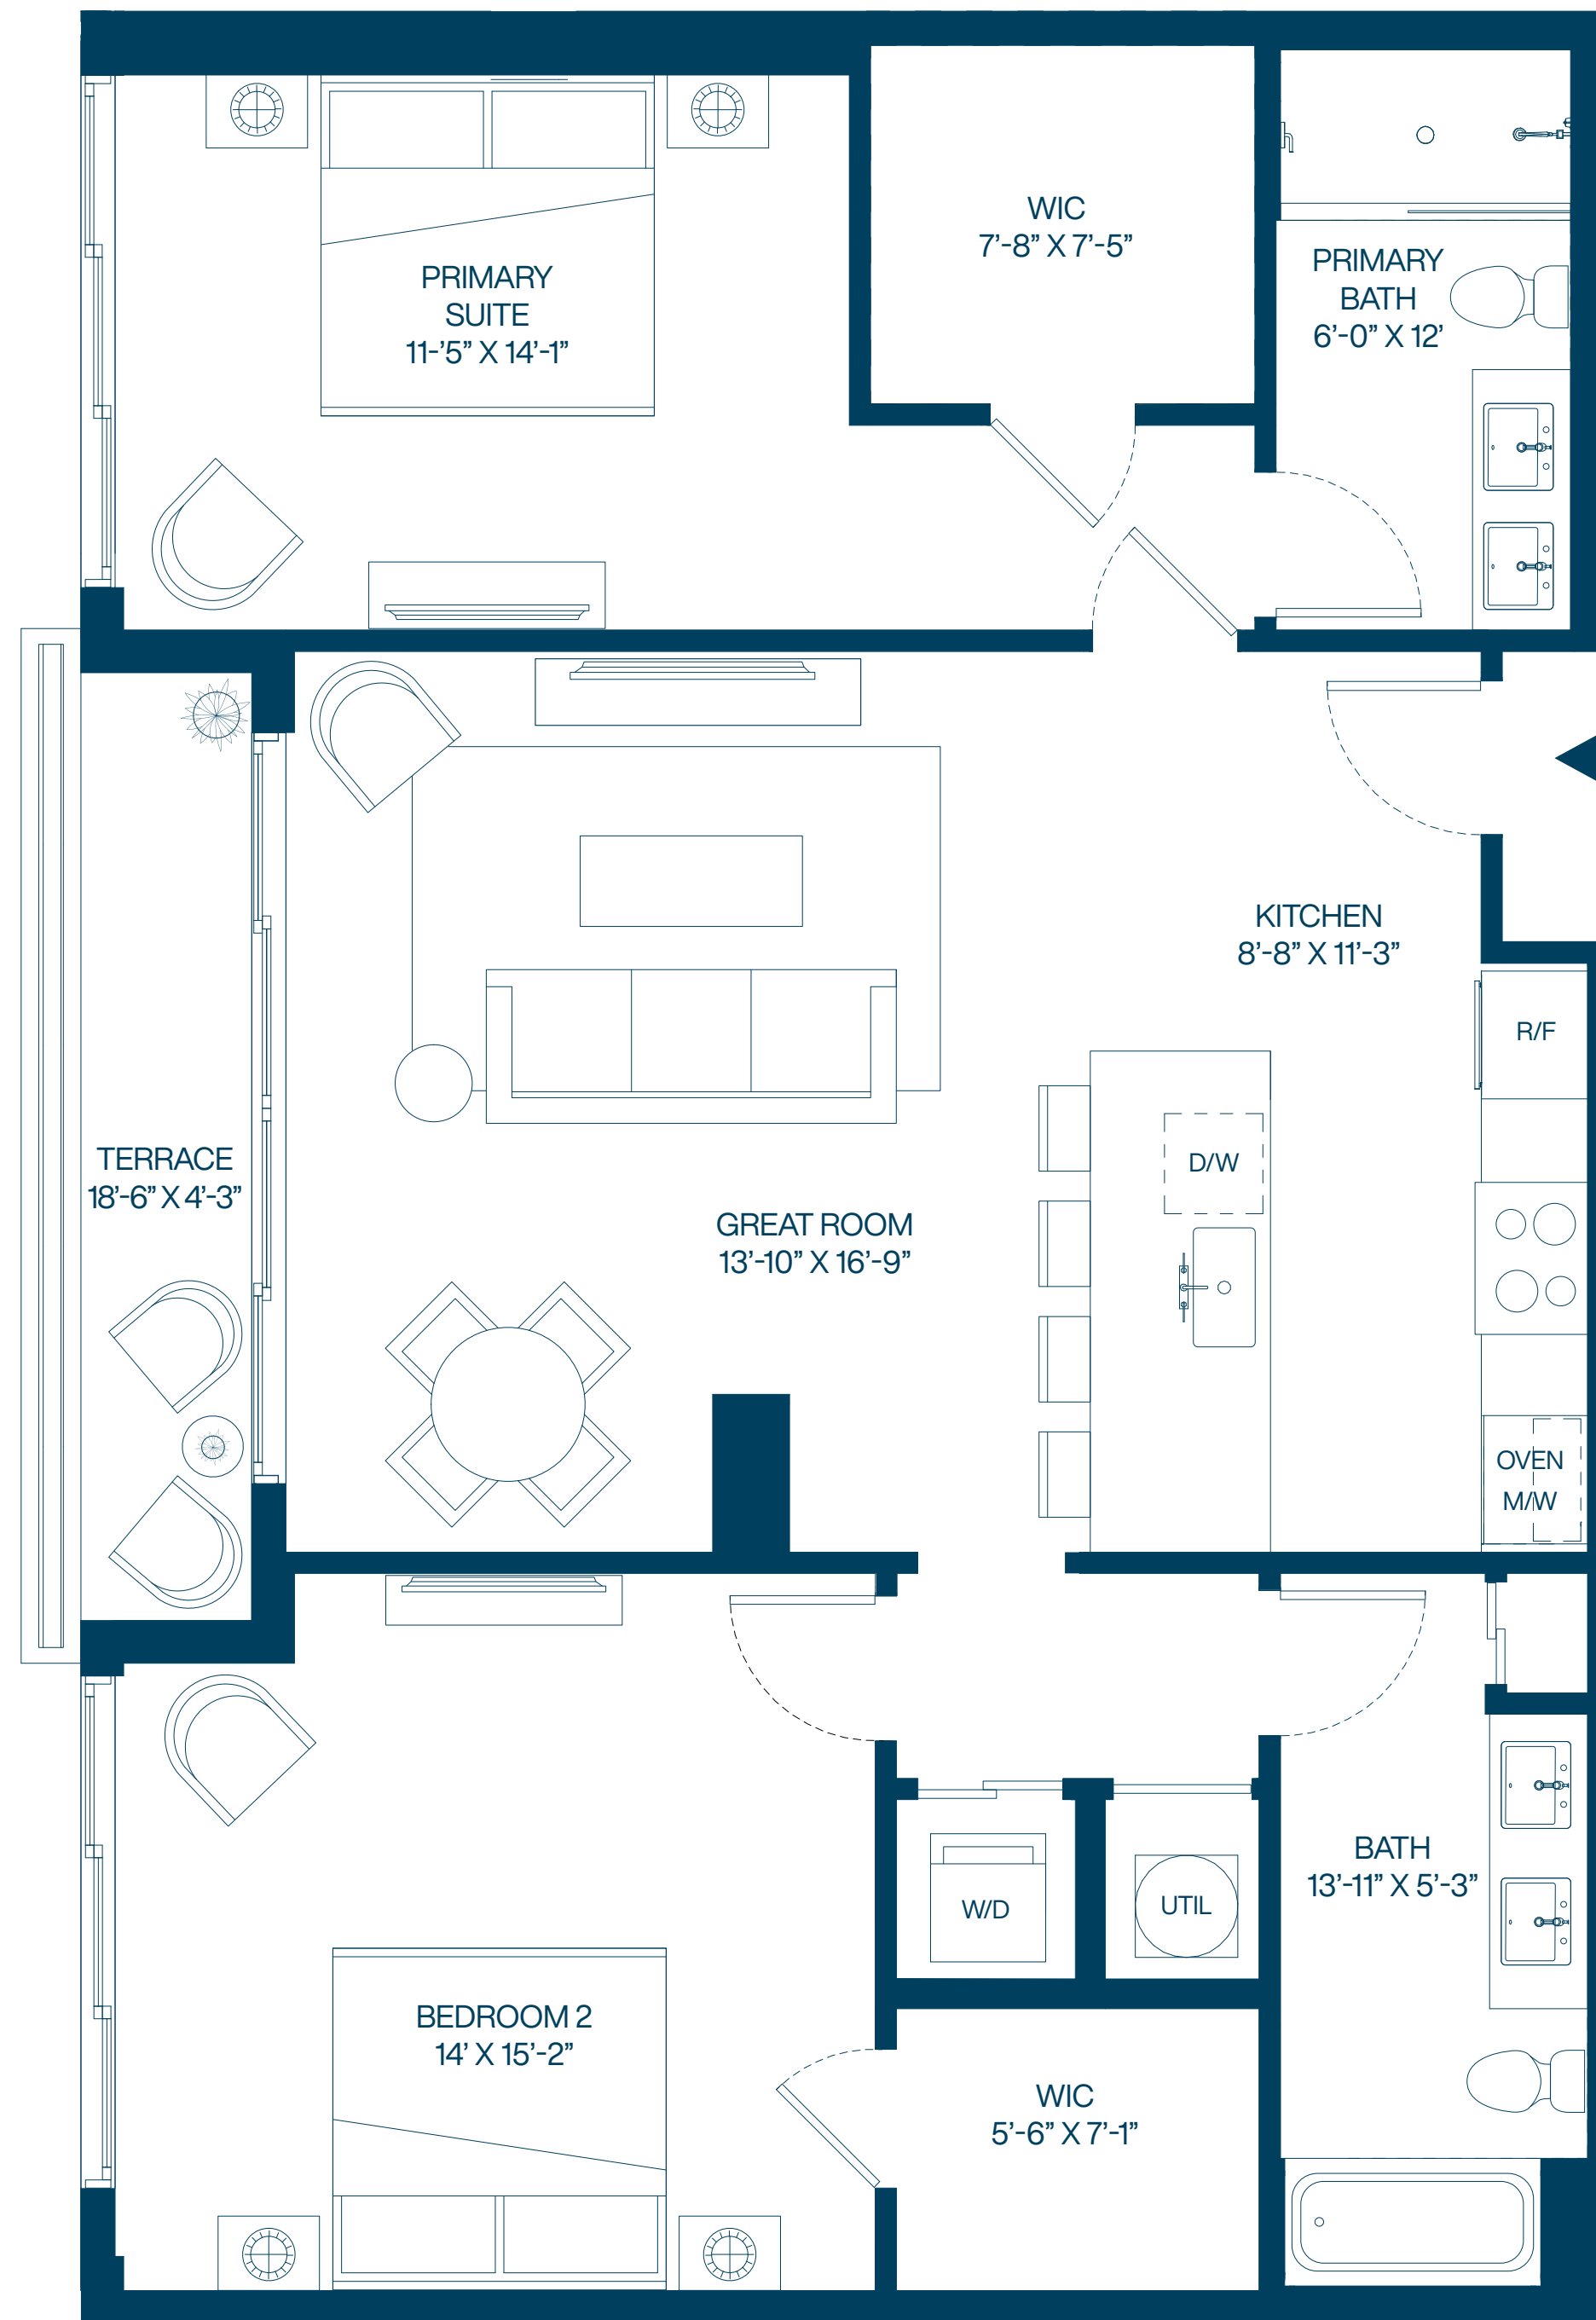 WIC
7’-8” X 7’-5”
PRIMARY
SUITE
11-’5” X 14’-1”
PRIMARY
BATH
6’-0” X 12’
KITCHEN
8’-8” X 11’-3”
R/F
D/W
TERRACE
18’-6” X 4’-3”
GREAT ROOM
13’-10” X 16’-9”
OVEN
M/W
BATH
13’-11” X 5’-3”
W/D
UTIL
BEDROOM 2
14’ X 15’-2”
WIC
5’-6” X 7’-1”